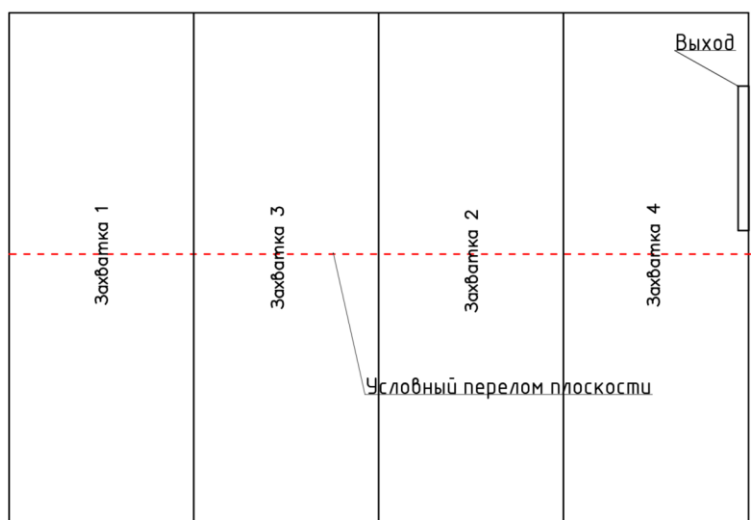 Выход
Захватка 1
Захватка 3
Захватка 2
Захватка 4
Условный перелом плоскости